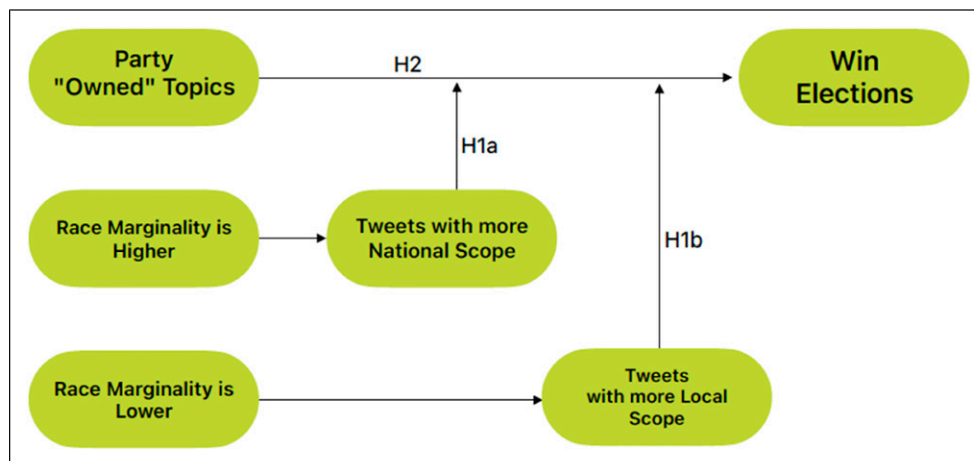 Party
"Owned" Topics
H2
Win
Elections
H1a
Race Marginality is
Higher
Tweets with more
National Scope
H1b
Race Marginality is
Lower
Tweets
with more Local
Scope